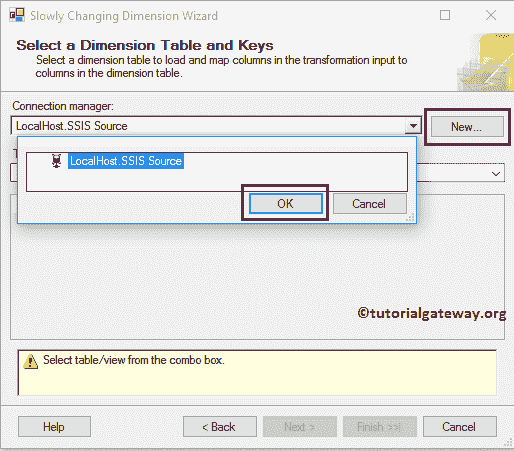 Slowly Changing Dimension Wizard
Select a Dimension Table and Keys
Select a dimension table to load and map columns in the transformation input to
columns in the dimension table.
Connection manager:
LocalHost.SSIS Source
New...
LocalHost.SSIS Source
OK
Cancel
©tutorialgateway.org
Select table/view from the combo box.
Help
< Back
Next >
Finish >>|
Cancel